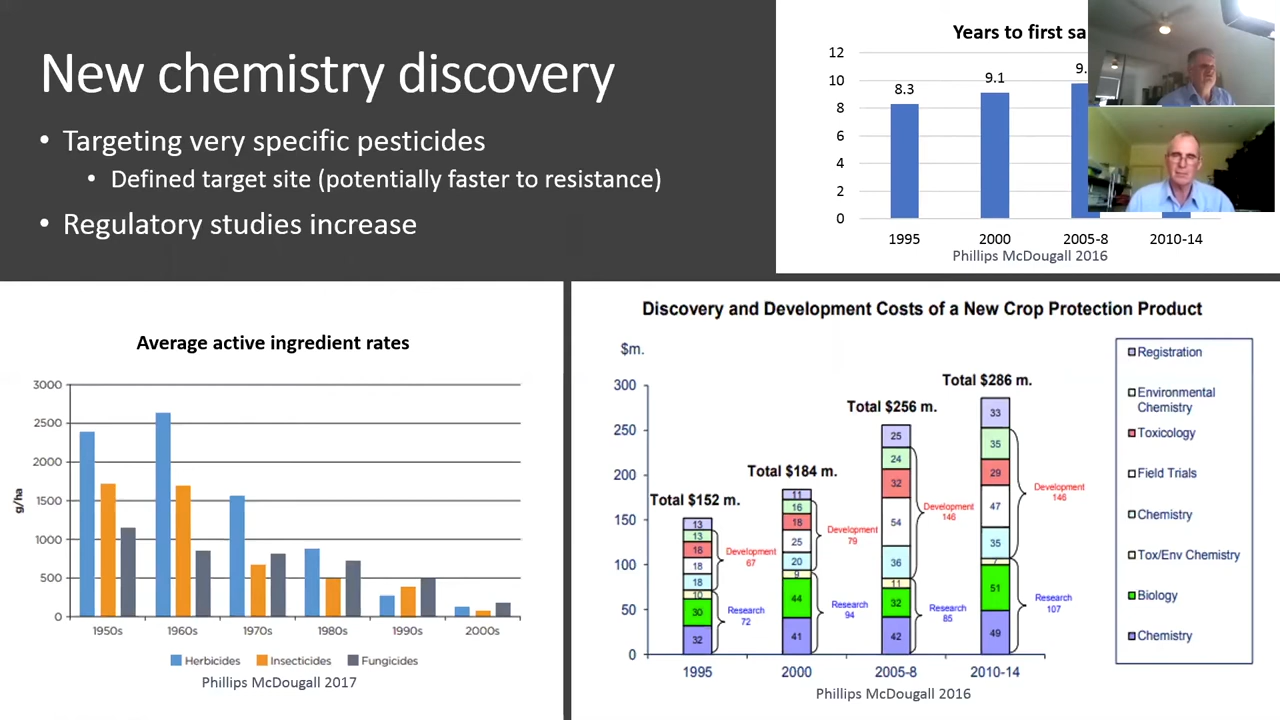 New chemistry discovery
• Targeting very specific pesticides
• Defined target site (potentially faster to resistance)
• Regulatory studies increase
Years to first sa
12
10
8
6
4
2
0
8.3
9.1
9.
1995
2000
2005-8
2010-14
Phillips McDougall 2016
Average active ingredient rates
g/ha
3000
2500
2000
1500
1000
500
0
1950s
1960s
1970s
1980s
1990s
2000s
Herbicides
Insecticides
Fungicides
Phillips McDougall 2017
Discovery and Development Costs of a New Crop Protection Product
$m.
300
250
200
150
100
50
0
Total $152 m.
13
13
18
18
18
10
30
32
Development
67
Research
72
Total $184 m.
11
16
18
25
20
9
44
41
Development
79
Research
94
Total $256 m.
25
24
32
54
36
11
32
42
Development
146
Research
85
Total $286 m.
33
35
29
47
35
7
51
49
Development
146
Research
107
1995
2000
2005-8
2010-14
Phillips McDougall 2016
Registration
Environmental
Chemistry
Toxicology
Field Trials
Chemistry
Tox/Env Chemistry
Biology
Chemistry